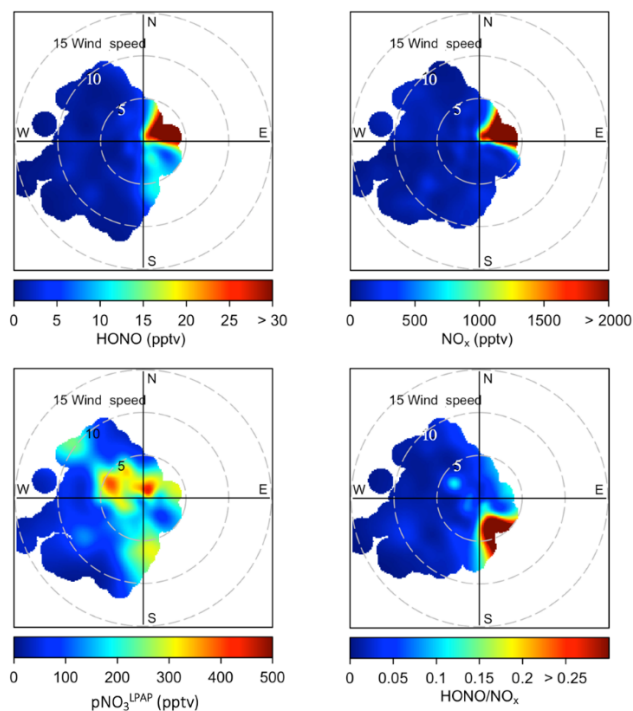 N
15 Wind speed
10
5
W
E
S
0 5 10 15 20 25 > 30
HONO (pptv)
N
15 Wind speed
10
5
W
E
S
0 500 1000 1500 >2000
NOₓ (pptv)
N
15 Wind speed
10
5
W
E
S
0 100 200 300 400 500
pNO₃ᴸᴾᴬᴾ (pptv)
N
15 Wind speed
10
5
W
E
S
0 0.05 0.1 0.15 0.2 > 0.25
HONO/NOₓ